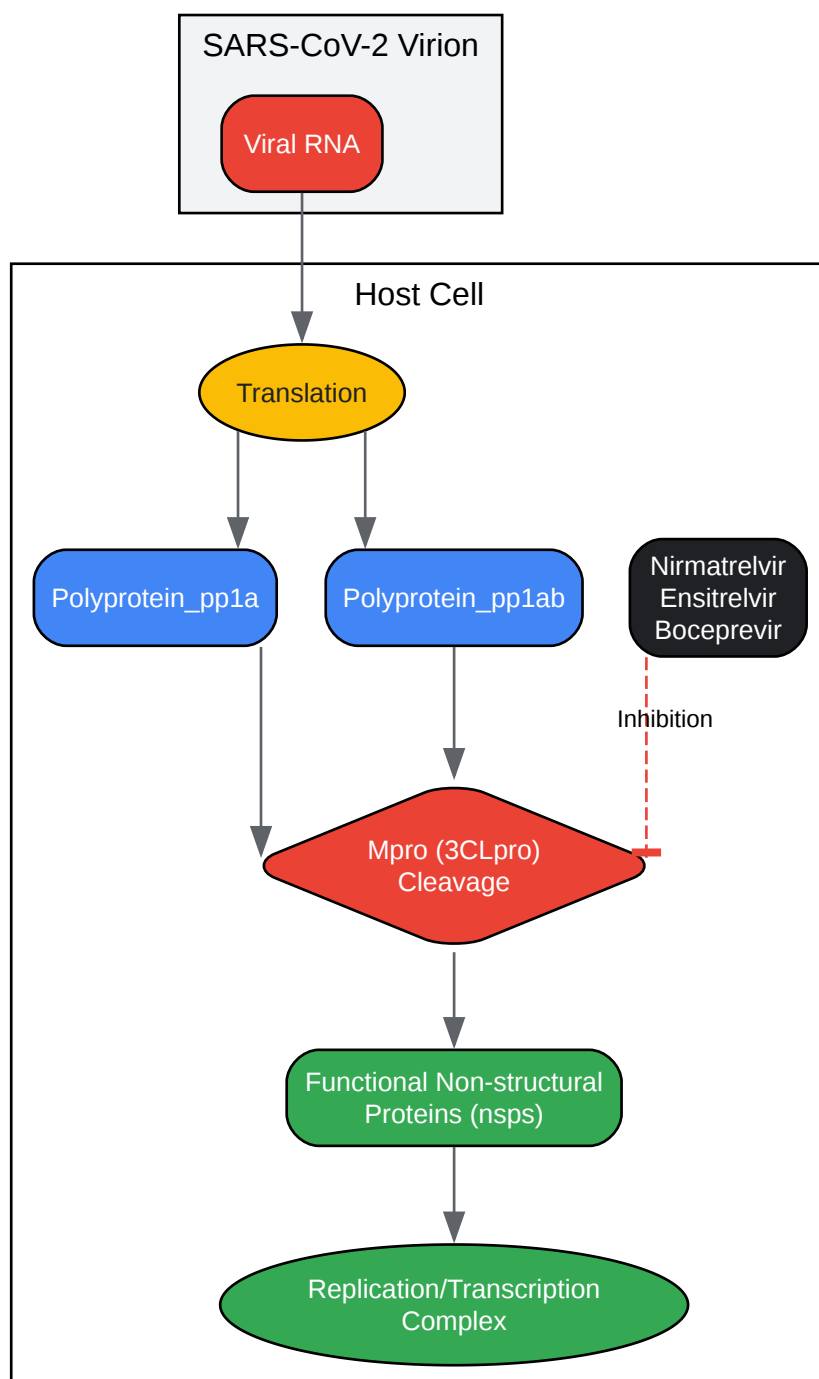 SARS-CoV-2 Virion
Viral RNA
Host Cell
Translation
Polyprotein_pp1a
Polyprotein_pp1ab
Nirmatrelvir
Ensitrelvir
Boceprevir
Inhibition
Mpro (3CLpro)
Cleavage
Functional Non-structural
Proteins (nsps)
Replication/Transcription
Complex